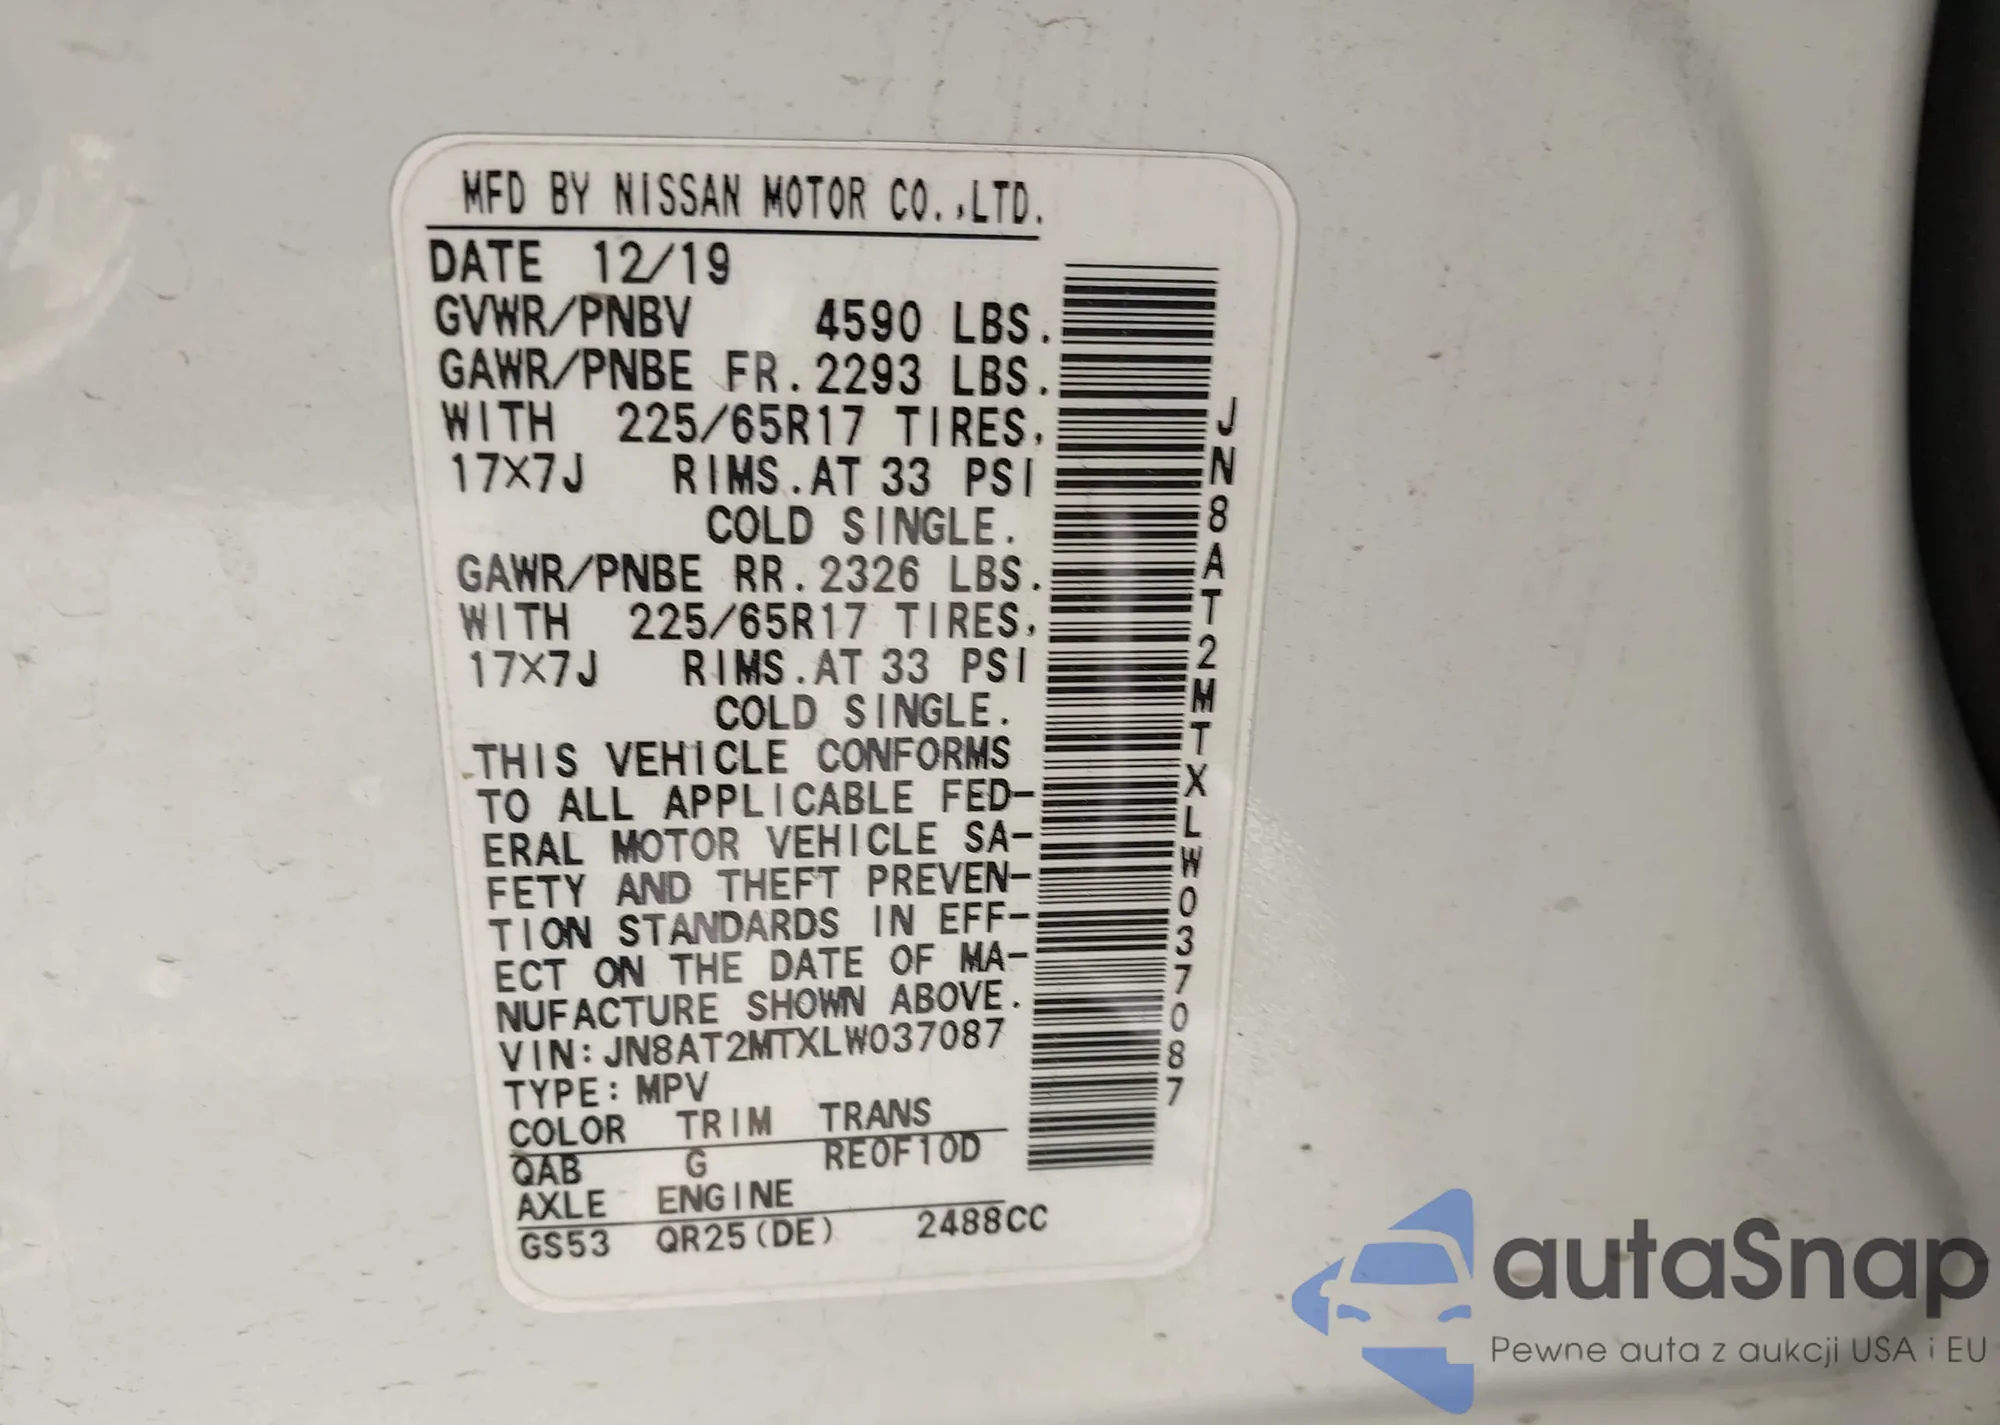 MFD BY NISSAN MOTOR CO.,LTD.
DATE 12/19
GVWR/PNBV 4590 LBS.
GAWR/PNBE FR.2293 LBS.
WITH 225/65R17 TIRES,
17X7J RIMS.AT 33 PSI
COLD SINGLE.
GAWR/PNBE RR.2326 LBS.
WITH 225/65R17 TIRES,
17X7J RIMS.AT 33 PSI
COLD SINGLE.
THIS VEHICLE CONFORMS
TO ALL APPLICABLE FED-
ERAL MOTOR VEHICLE SA-
FETY AND THEFT PREVEN-
TION STANDARDS IN EFF-
ECT ON THE DATE OF MA-
NUFACTURE SHOWN ABOVE.
VIN:JN8AT2MTXLW037087
TYPE:MPV
COLOR TRIM TRANS
QAB G RE0F10D
AXLE ENGINE
GS53 QR25(DE) 2488CC
JN8AT2MTXLW037087
autaSnap
Pewne auta z aukcji USA i EU